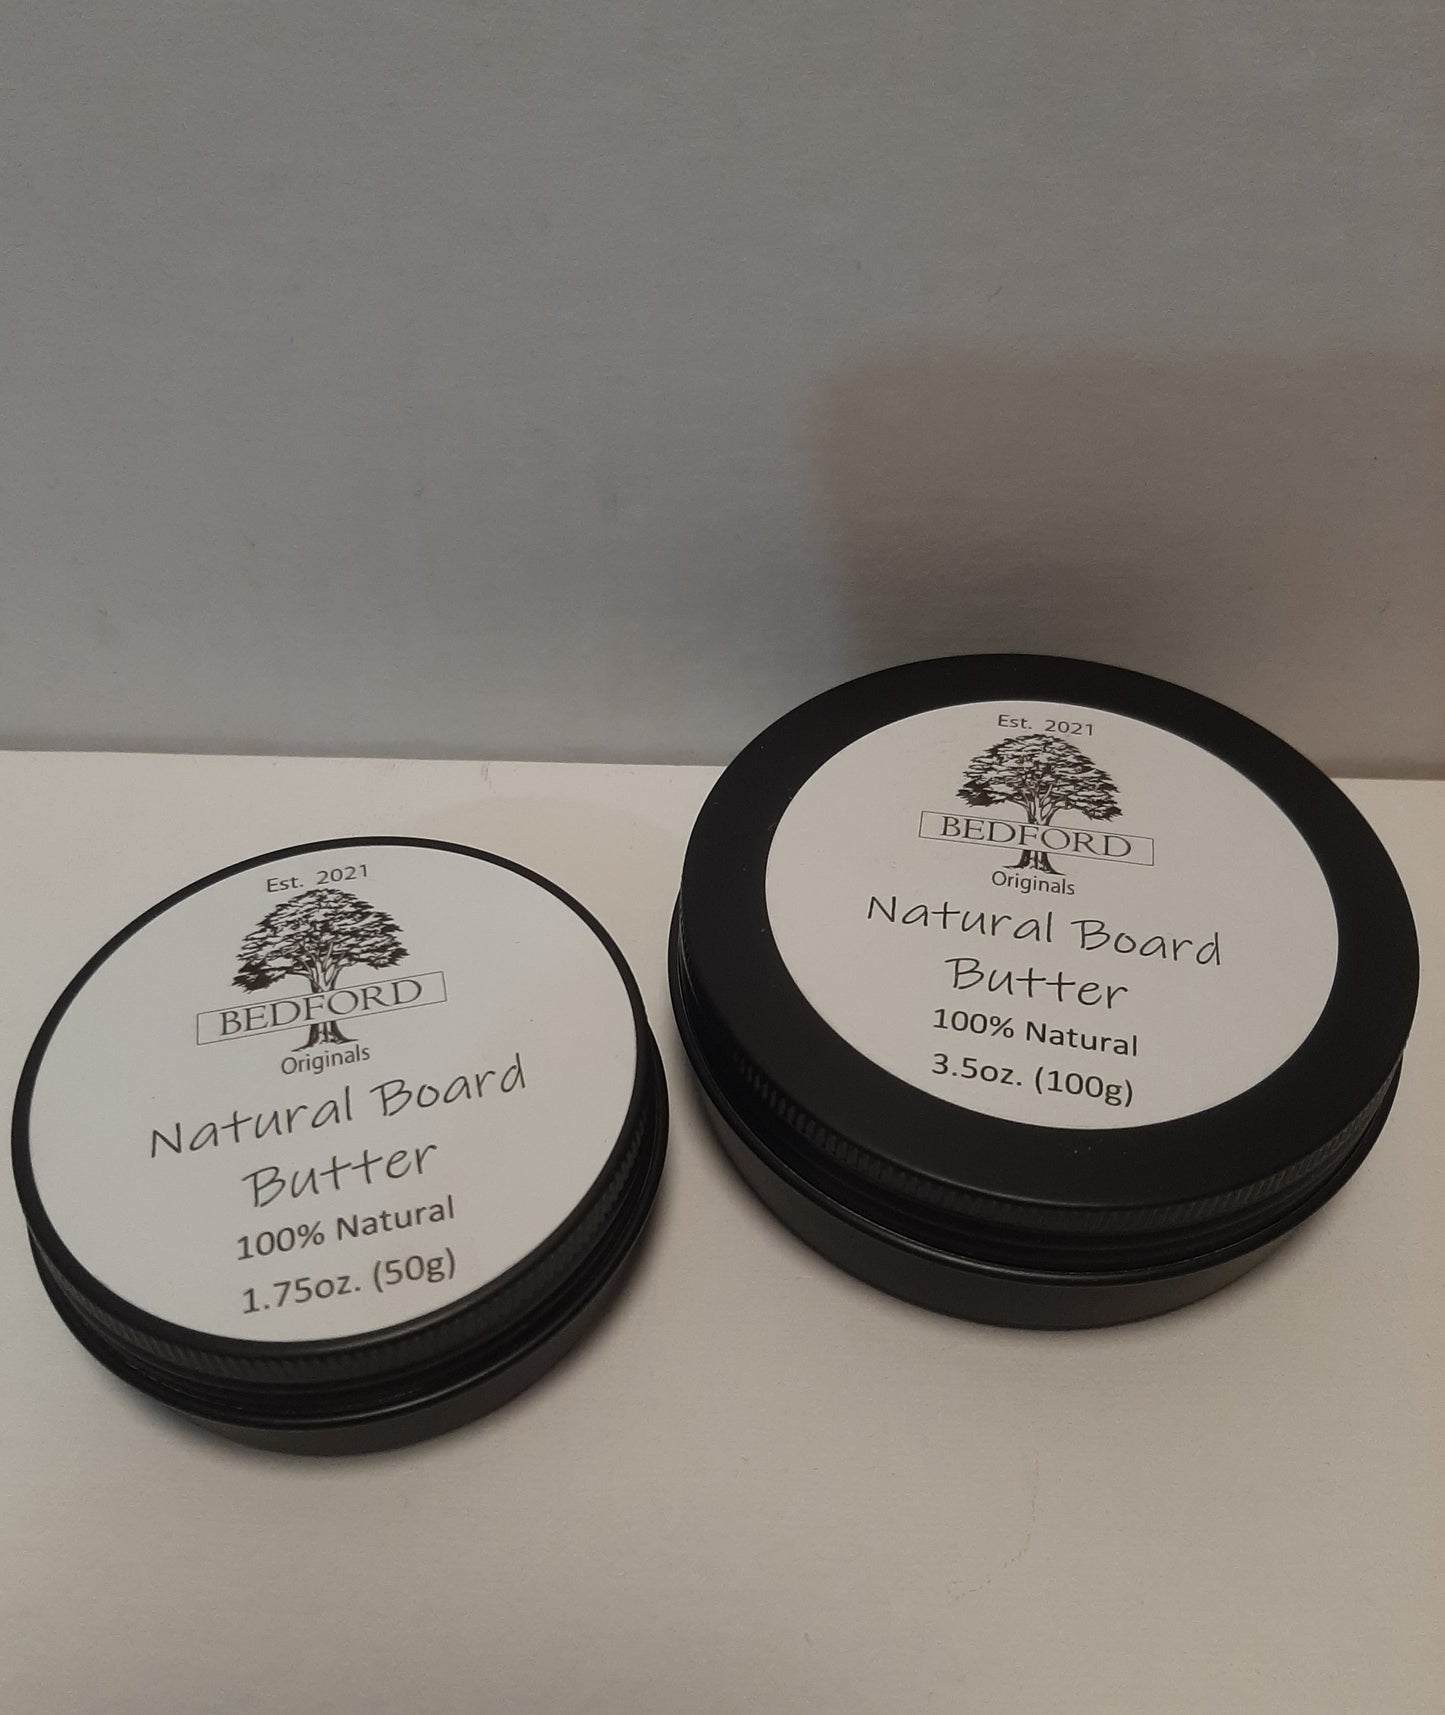 Est. 2021
BEDFORD
Originals
Natural Board
Butter
100% Natural
1.75oz. (50g)
Est. 2021
BEDFORD
Originals
Natural Board
Butter
100% Natural
3.5oz. (100g)